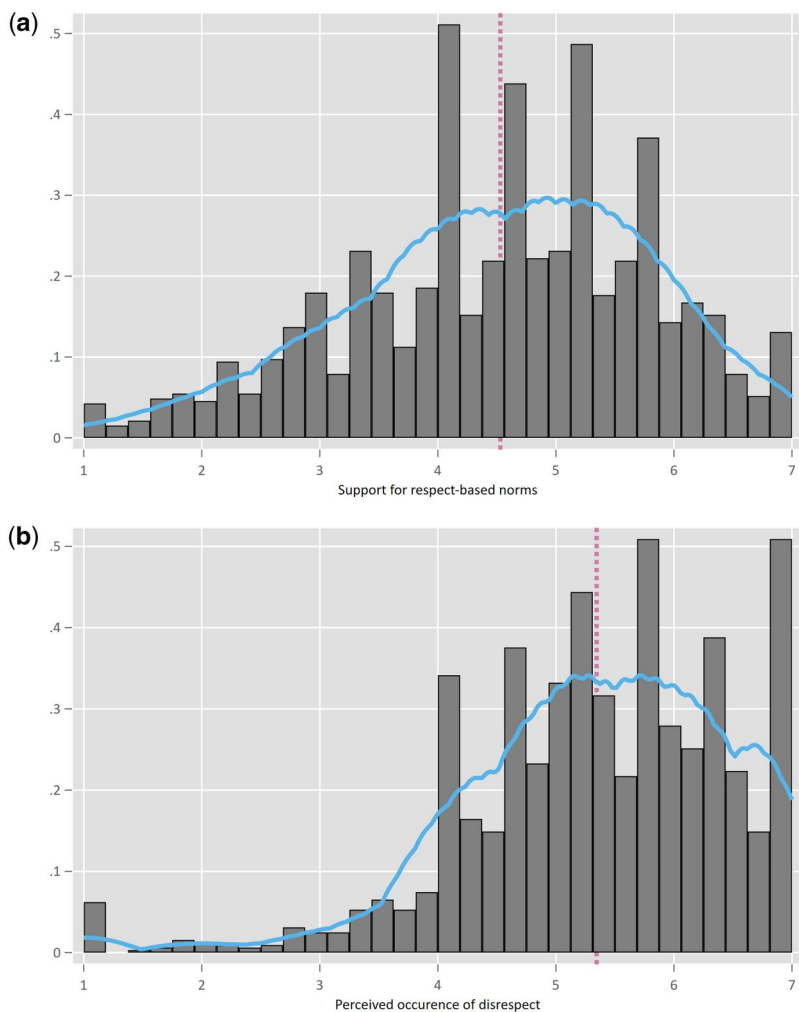 (a)
.5
.4
.3
.2
.1
0
1 2 3 4 5 6 7
Support for respect-based norms
(b)
.5
.4
.3
.2
.1
0
1 2 3 4 5 6 7
Perceived occurence of disrespect